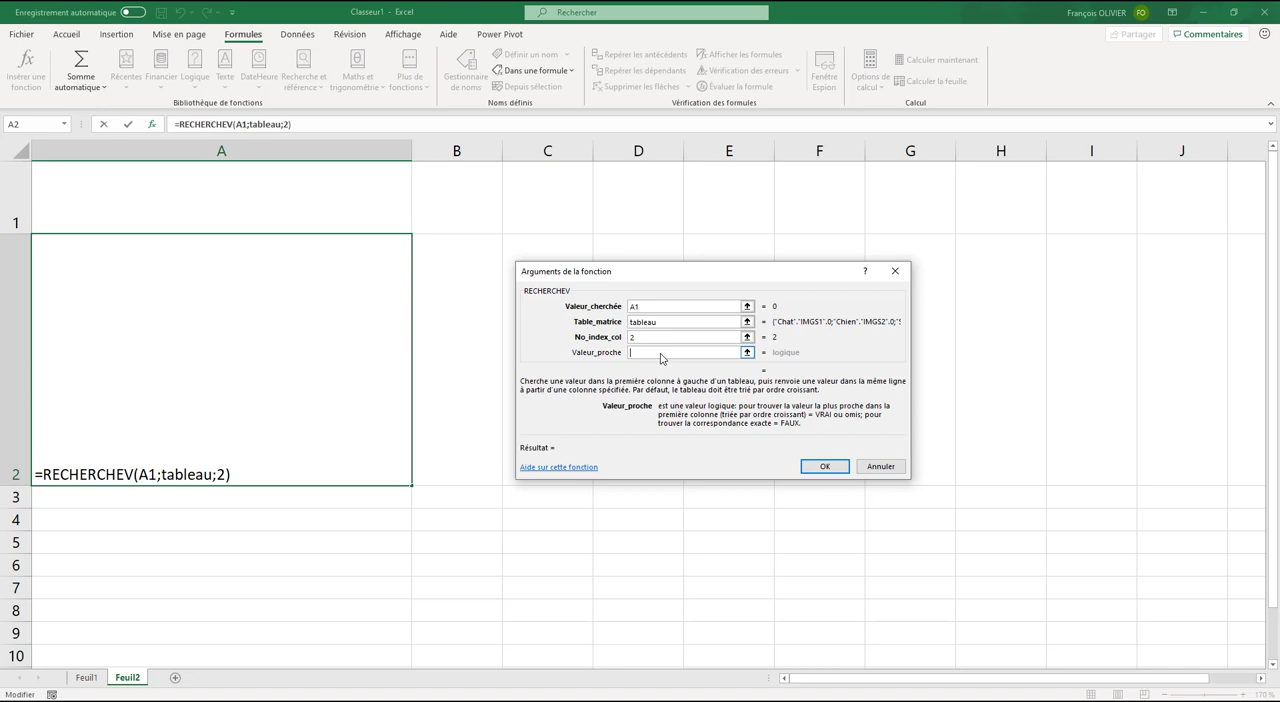 Enregistrement automatique
Classeur1 - Excel
Rechercher
François OLIVIER
FO
Fichier Accueil Insertion Mise en page Formules Données Révision Affichage Aide Power Pivot
Partager
Commentaires
Insérer une fonction
Somme automatique
Récentes
Financier
Logique
Texte
DateHeure
Recherche et référence
Maths et trigonométrie
Plus de fonctions
Bibliothèque de fonctions
Gestionnaire de noms
Définir un nom
Dans une formule
Depuis sélection
Noms définis
Repérer les antécédents
Repérer les dépendants
Supprimer les flèches
Afficher les formules
Vérification des erreurs
Évaluer la formule
Fenêtre Espion
Vérification des formules
Options de calcul
Calculer maintenant
Calculer la feuille
Calcul
A2
fx
=RECHERCHEV(A1;tableau;2)
A B C D E F G H I J
1
2
=RECHERCHEV(A1;tableau;2)
3
4
5
6
7
8
9
10
Arguments de la fonction
?
RECHERCHEV
Valeur_cherchée A1 = 0
Table_matrice tableau = {"Chat"."IMGS1".0;"Chien"."IMGS2".0;"S
No_index_col 2 = 2
Valeur_proche = logique
=
Cherche une valeur dans la première colonne à gauche d'un tableau, puis renvoie une valeur dans la même ligne
à partir d'une colonne spécifiée. Par défaut, le tableau doit être trié par ordre croissant.
Valeur_proche est une valeur logique: pour trouver la valeur la plus proche dans la
première colonne (triée par ordre croissant) = VRAI ou omis; pour
trouver la correspondance exacte = FAUX.
Résultat =
Aide sur cette fonction
OK
Annuler
Feuil1 Feuil2
Modifier
170 %